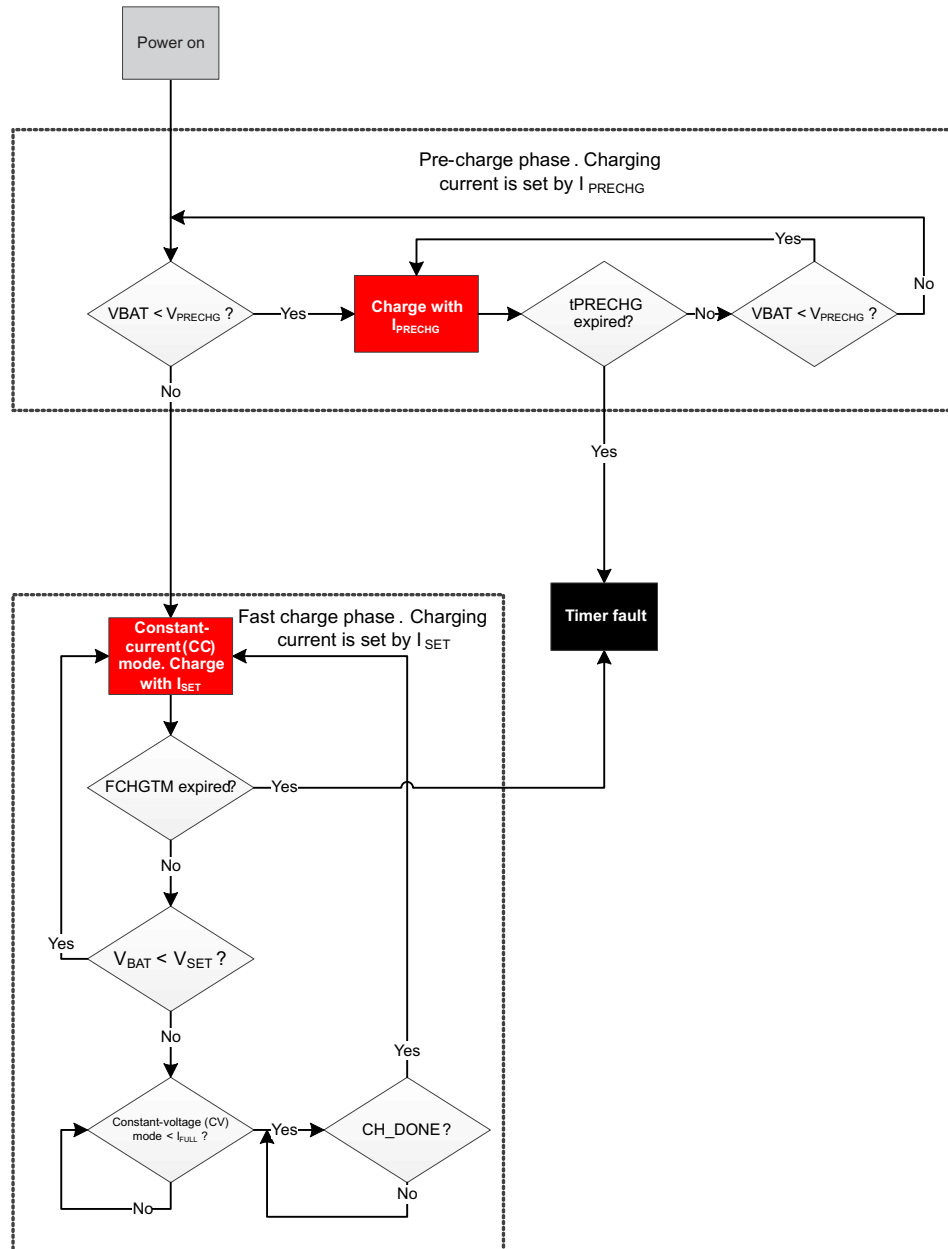 Power on
Pre-charge phase . Charging
current is set by I PRECHG
Yes
No
VBAT < VPRECHG ?
Yes
Charge with
IPRECHG
tPRECHG
expired?
No
VBAT < VPRECHG ?
No
Yes
Timer fault
Fast charge phase . Charging
current is set by I SET
Constant-
current (CC)
mode. Charge
with ISET
FCHGTM expired?
Yes
No
Yes
VBAT < VSET ?
No
Yes
Constant-voltage (CV)
mode < IFULL ?
Yes
CH_DONE ?
No
No